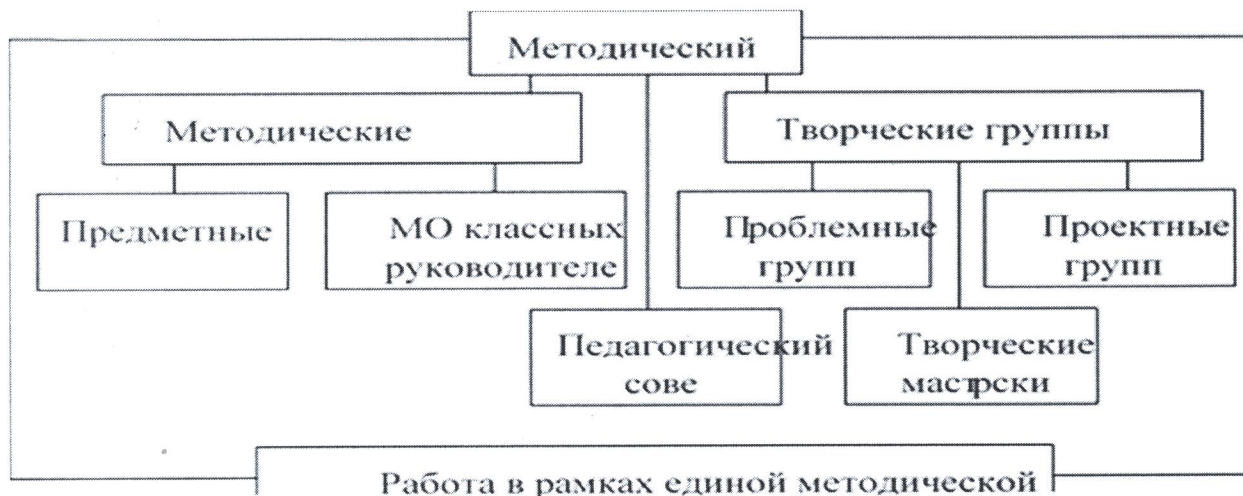 Методический
Методические
Творческие группы
Предметные
МО классных
руководителе
Проблемные
групп
Проектные
групп
Педагогический
сове
Творческие
мастрски
Работа в рамках единой методической